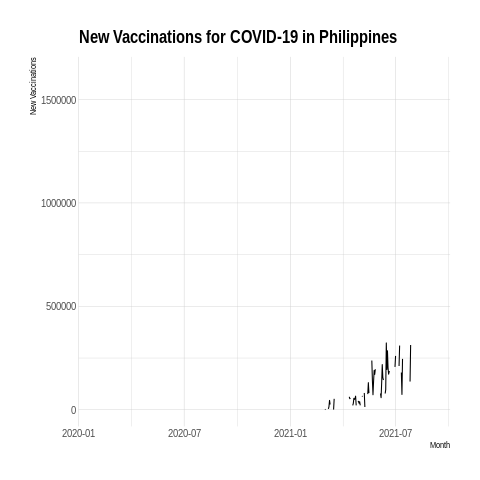 New Vaccinations for COVID-19 in Philippines
New Vaccinations
1500000
1000000
500000
0
2020-01 2020-07 2021-01 2021-07
Month